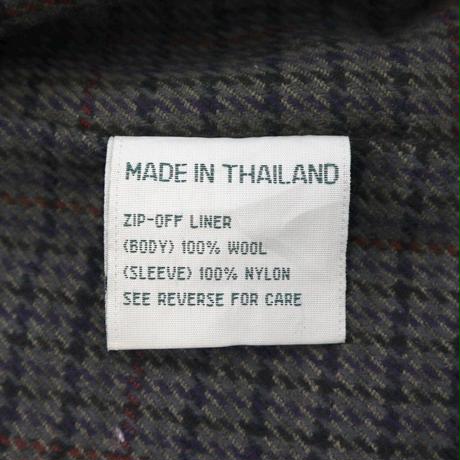 MADE IN THAILAND
ZIP-OFF LINER
(BODY) 100% WOOL
(SLEEVE) 100% NYLON
SEE REVERSE FOR CARE